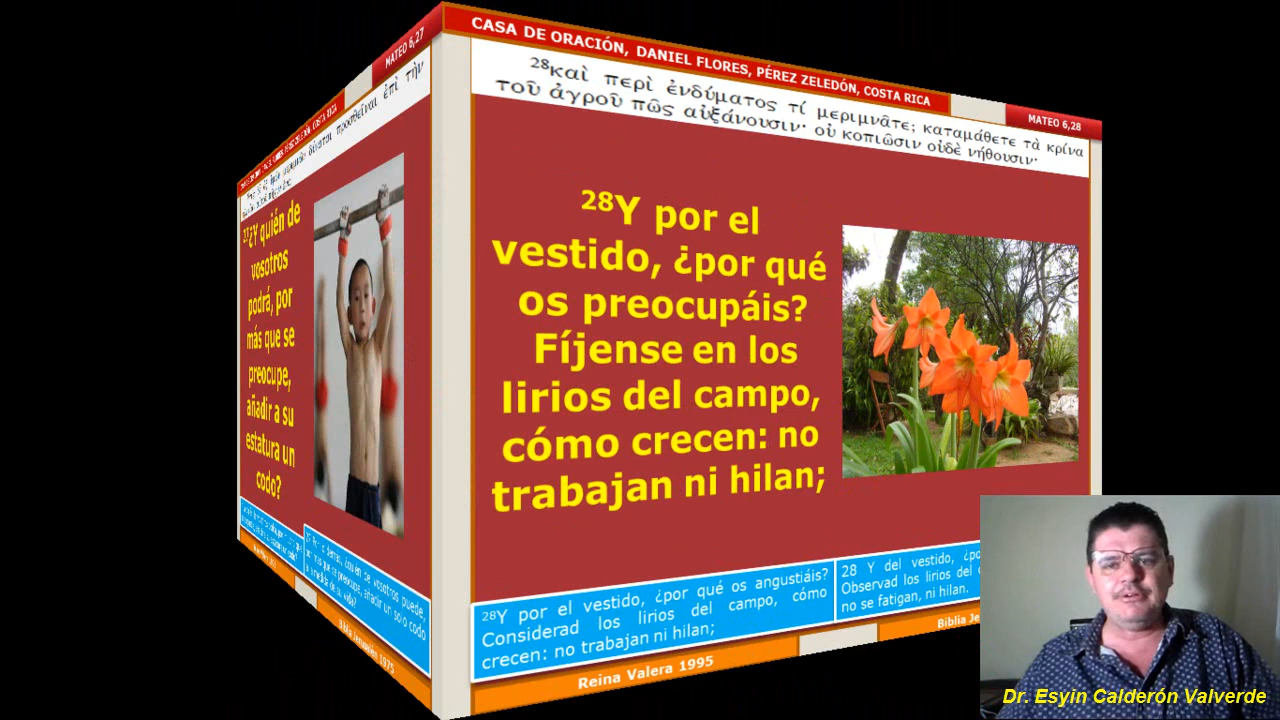 MATEO 6,27
²⁷¿Y quién de
vosotros
podrá, por
más que se
preocupe,
añadir a su
estatura un
codo?
Biblia Jerusalén 1975
CASA DE ORACIÓN, DANIEL FLORES, PÉREZ ZELEDÓN, COSTA RICA
MATEO 6,28
²⁸καὶ περὶ ἐνδύματος τί μεριμνᾶτε; καταμάθετε τὰ κρίνα
τοῦ ἀγροῦ πῶς αὐξάνουσιν· οὐ κοπιῶσιν οὐδὲ νήθουσιν·
²⁸Y por el
vestido, ¿por qué
os preocupáis?
Fíjense en los
lirios del campo,
cómo crecen: no
trabajan ni hilan;
²⁸Y por el vestido, ¿por qué os angustiáis?
Considerad los lirios del campo, cómo
crecen: no trabajan ni hilan;
Reina Valera 1995
28 Y del vestido,
Observad los lirios del
no se fatigan, ni hilan.
Biblia
Dr. Esyin Calderón Valverde